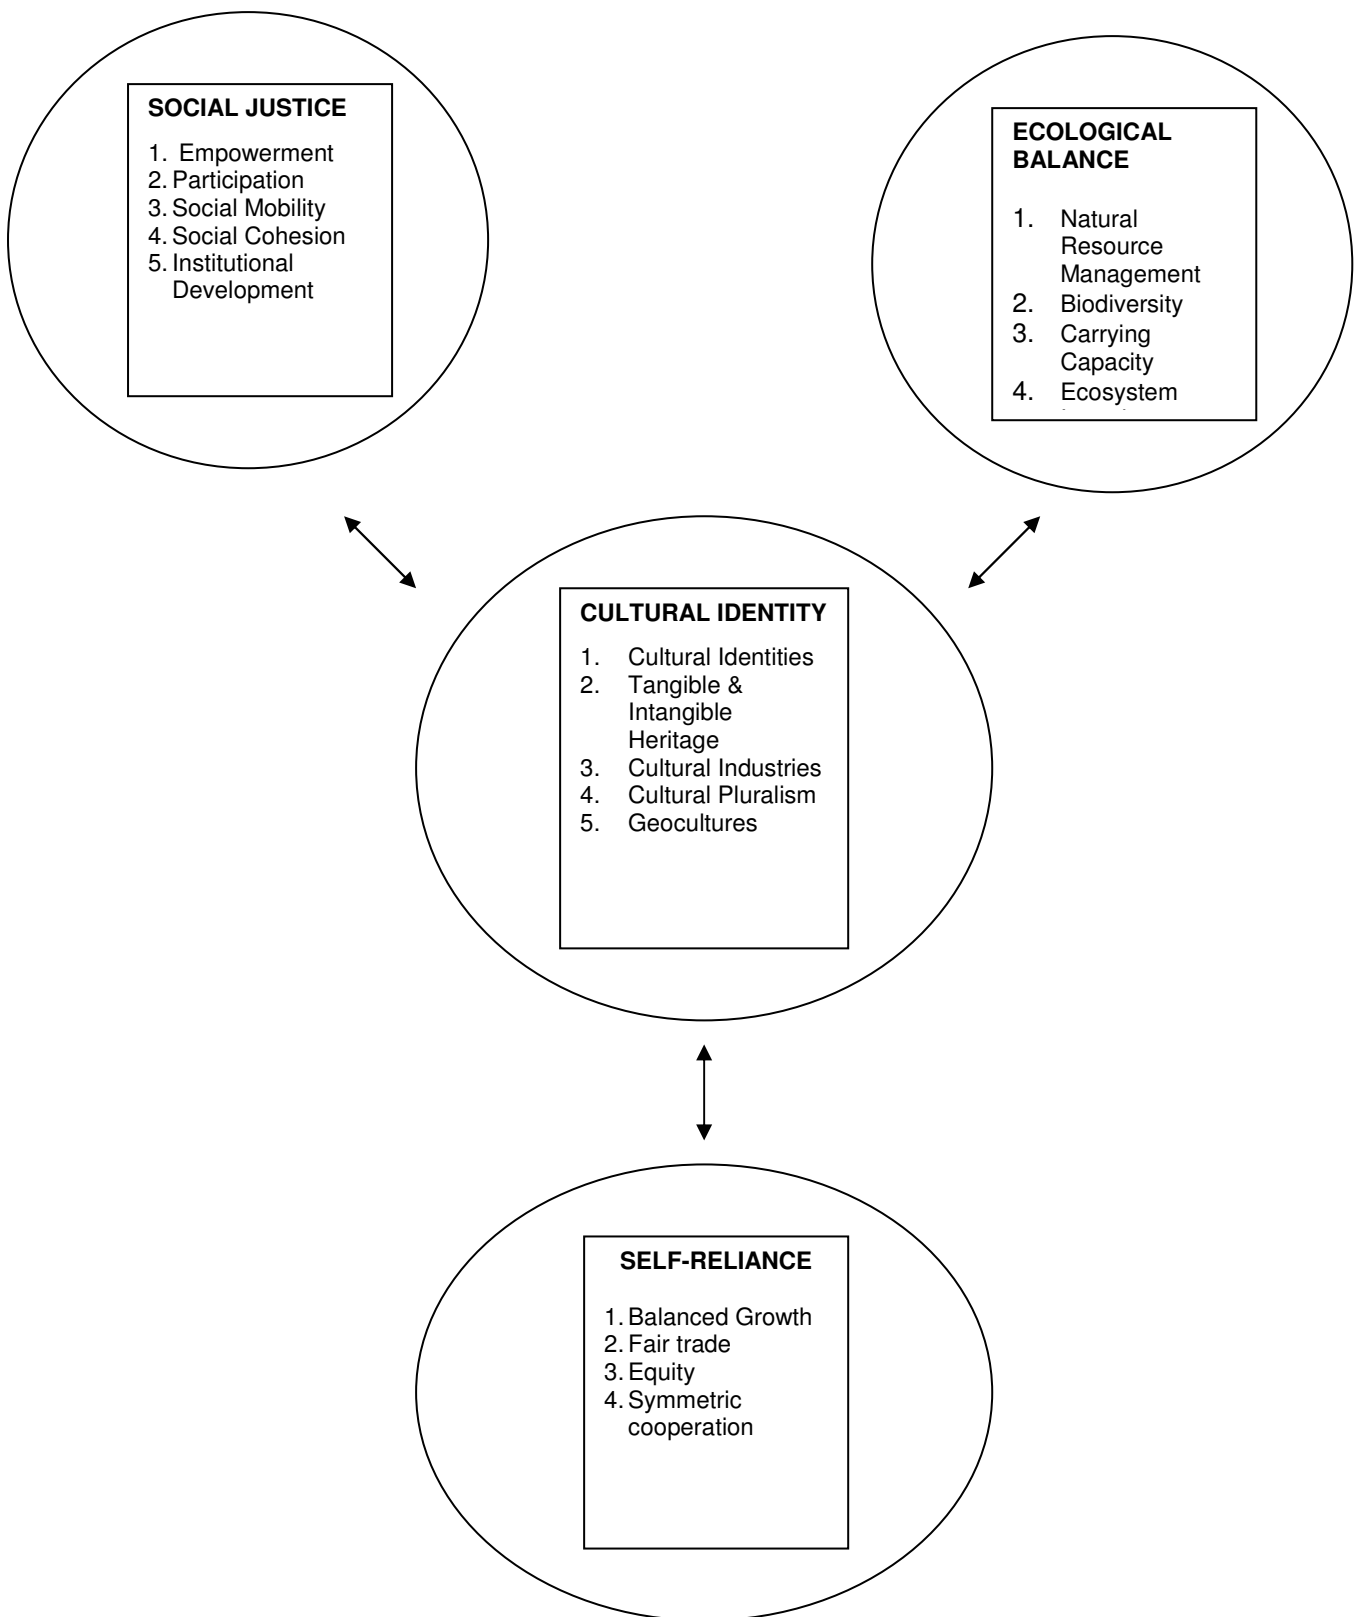 SOCIAL JUSTICE
1. Empowerment
2. Participation
3. Social Mobility
4. Social Cohesion
5. Institutional
Development
ECOLOGICAL
BALANCE
1. Natural
Resource
Management
2. Biodiversity
3. Carrying
Capacity
4. Ecosystem
CULTURAL IDENTITY
1. Cultural Identities
2. Tangible &
Intangible
Heritage
3. Cultural Industries
4. Cultural Pluralism
5. Geocultures
SELF-RELIANCE
1. Balanced Growth
2. Fair trade
3. Equity
4. Symmetric
cooperation